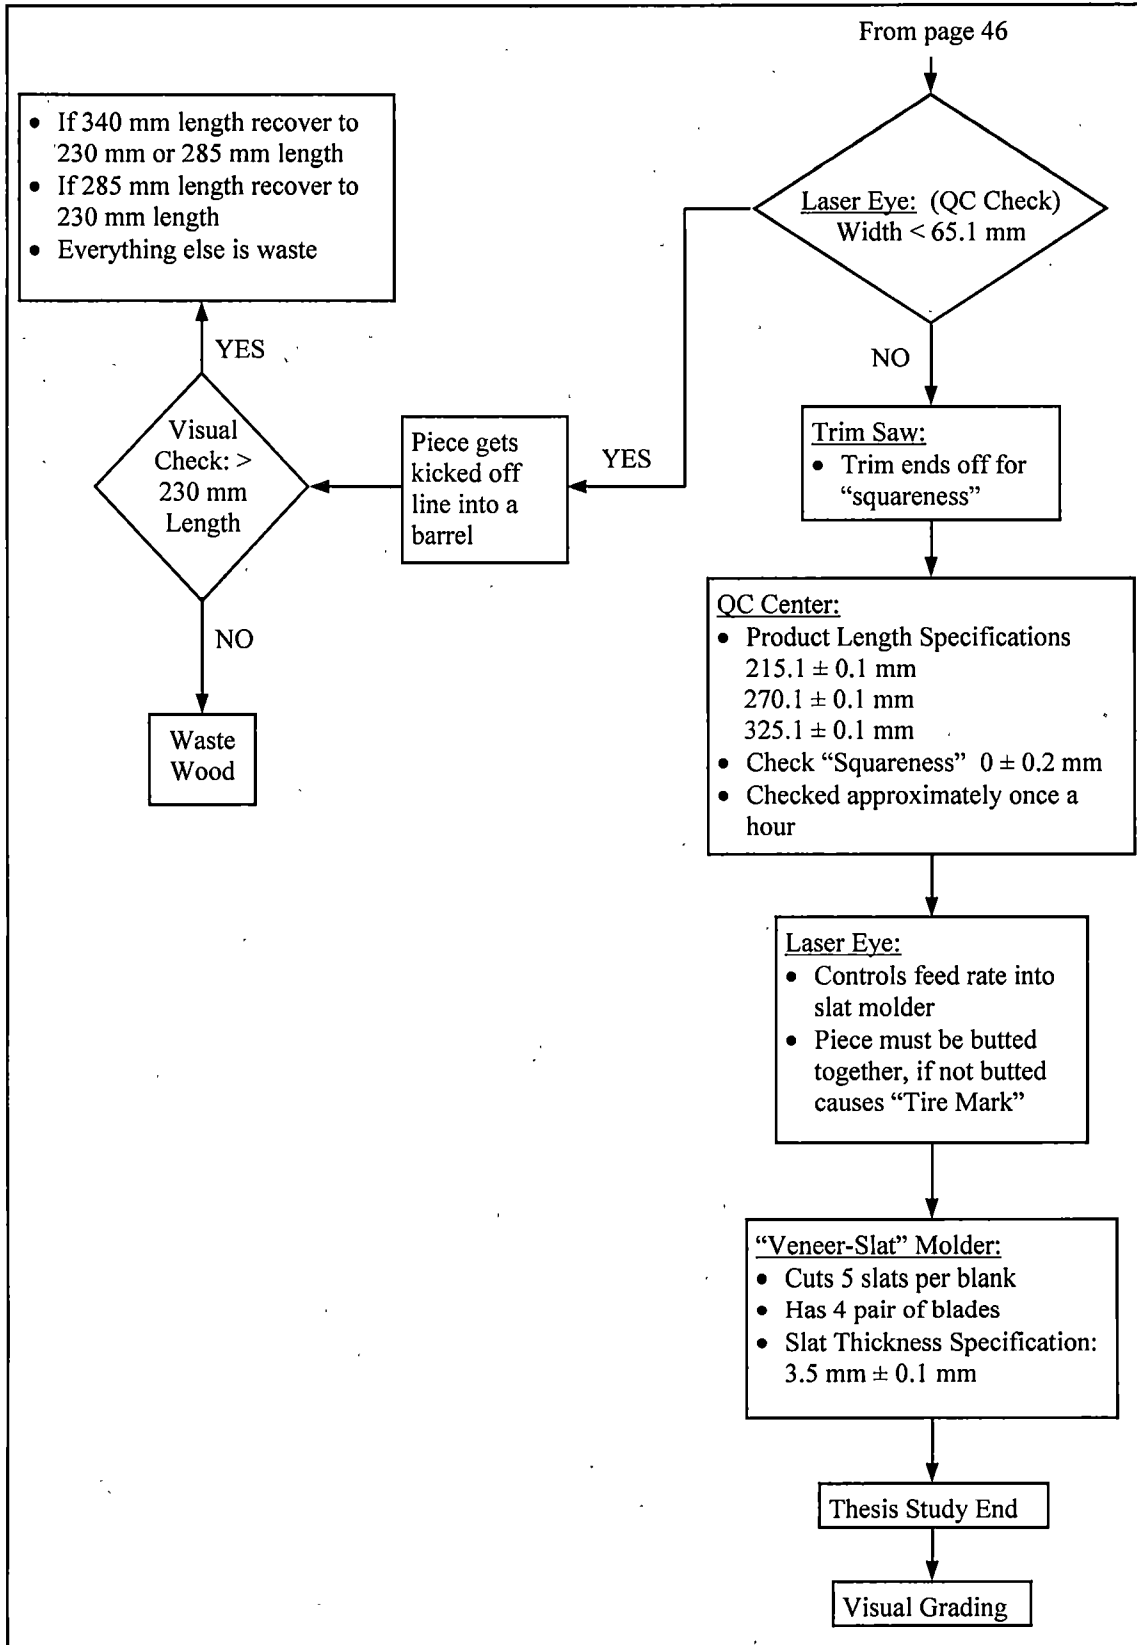 From page 46
• If 340 mm length recover to
230 mm or 285 mm length
• If 285 mm length recover to
230 mm length
• Everything else is waste
Laser Eye: (QC Check)
Width < 65.1 mm
YES
NO
Visual
Check: >
230 mm
Length
Piece gets
kicked off
line into a
barrel
YES
Trim Saw:
• Trim ends off for
“squareness”
NO
Waste
Wood
QC Center:
• Product Length Specifications
215.1 ± 0.1 mm
270.1 ± 0.1 mm
325.1 ± 0.1 mm
• Check “Squareness” 0 ± 0.2 mm
• Checked approximately once a
hour
Laser Eye:
• Controls feed rate into
slat molder
• Piece must be butted
together, if not butted
causes “Tire Mark”
“Veneer-Slat” Molder:
• Cuts 5 slats per blank
• Has 4 pair of blades
• Slat Thickness Specification:
3.5 mm ± 0.1 mm
Thesis Study End
Visual Grading